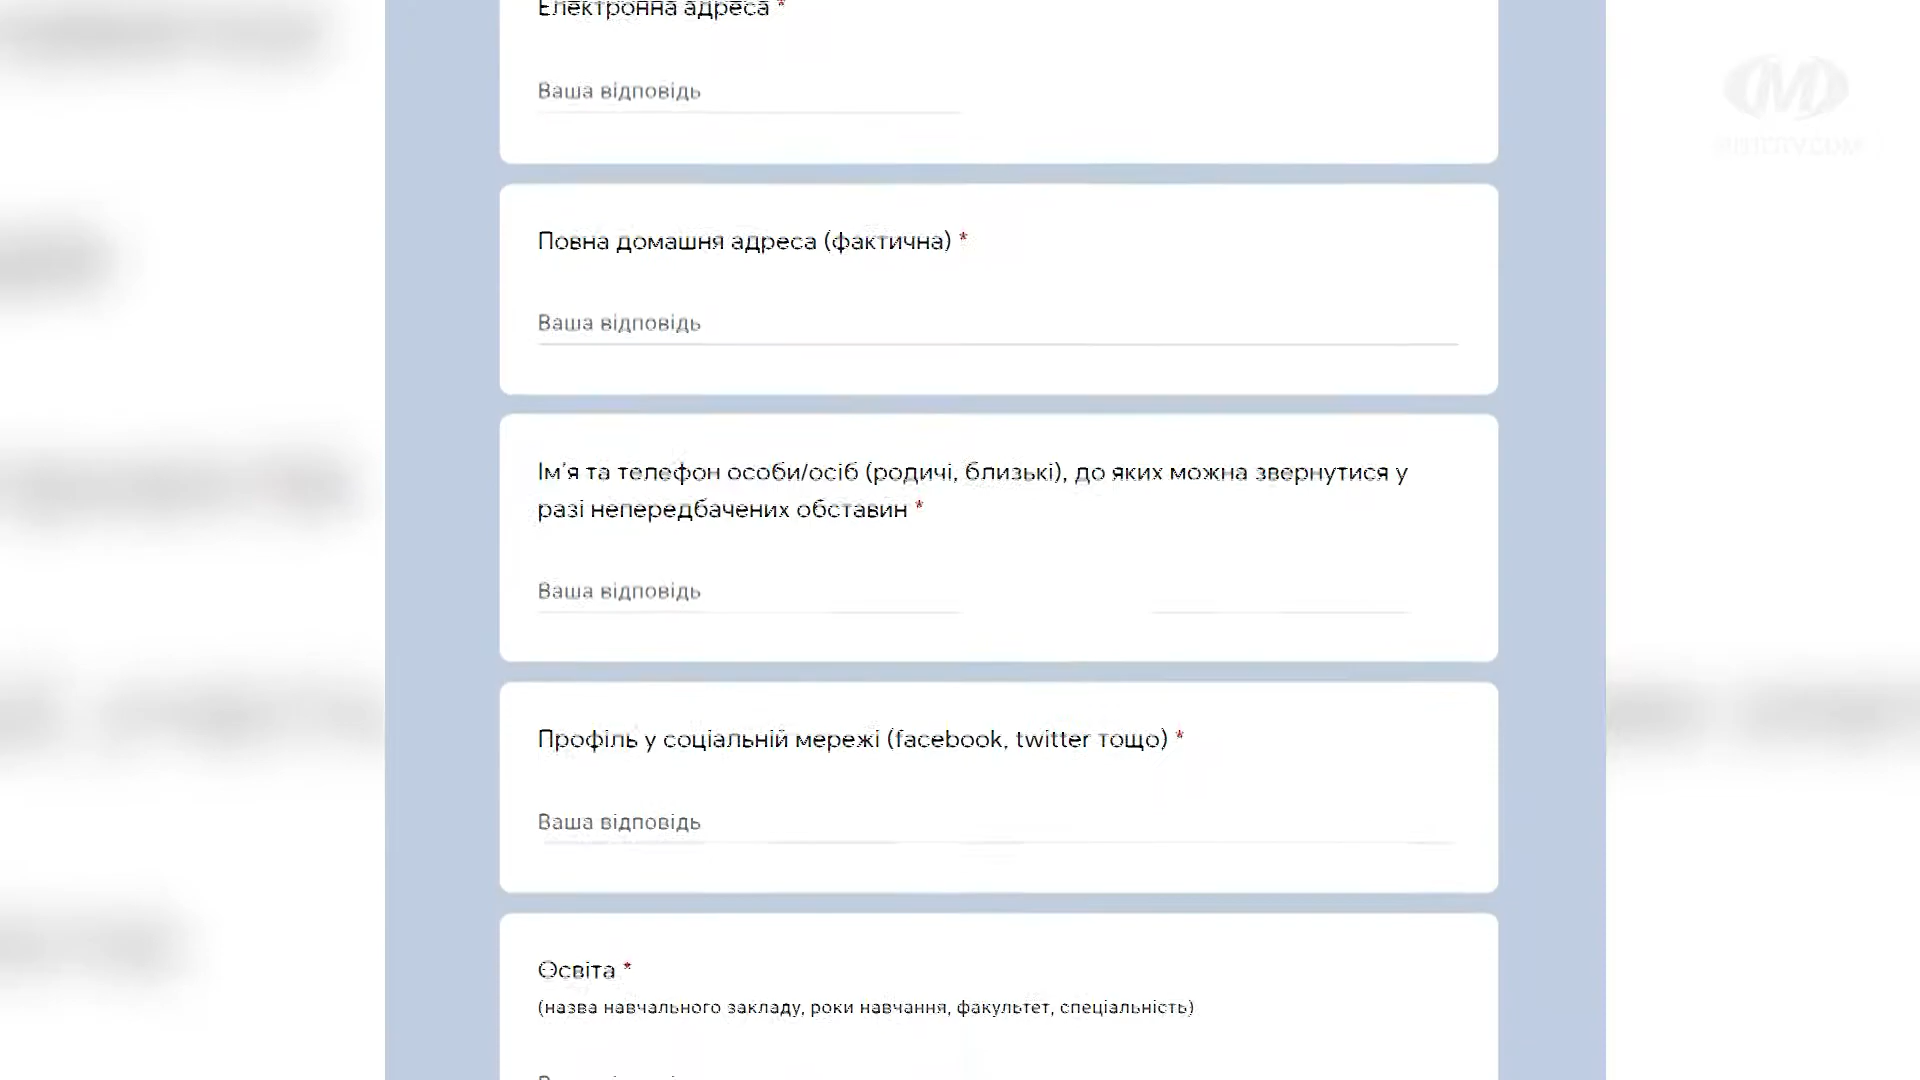 Електронна адреса *
Ваша відповідь
Повна домашня адреса (фактична) *
Ваша відповідь
Ім'я та телефон особи/осіб (родичі, близькі), до яких можна звернутися у
разі непередбачених обставин *
Ваша відповідь
Профіль у соціальній мережі (facebook, twitter тощо) *
Ваша відповідь
Освіта *
(назва навчального закладу, роки навчання, факультет, спеціальність)